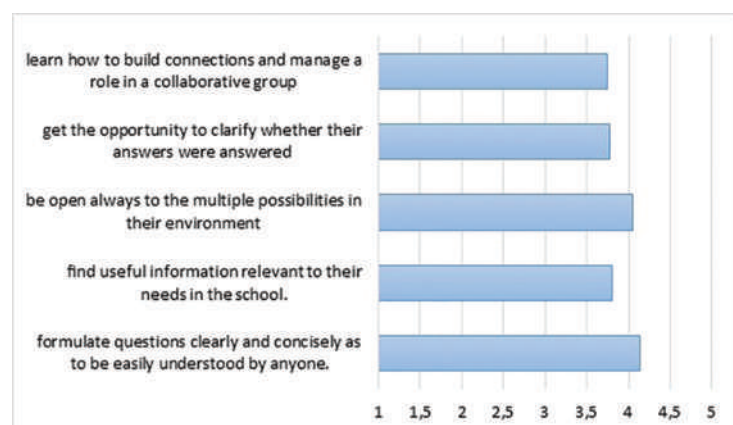 learn how to build connections and manage a
role in a collaborative group
get the opportunity to clarify whether their
answers were answered
be open always to the multiple possibilities in
their environment
find useful information relevant to their
needs in the school.
formulate questions clearly and concisely as
to be easily understood by anyone.
1 1,5 2 2,5 3 3,5 4 4,5 5